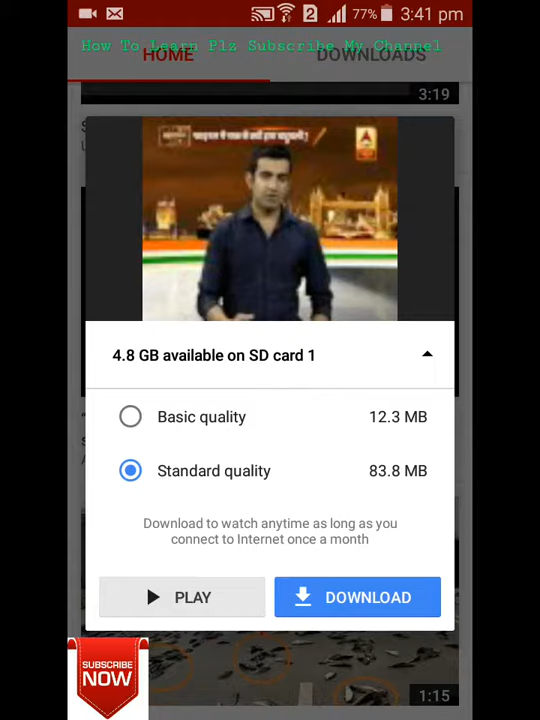 2
77%
3:41 pm
How To Learn Plz Subscribe My Channel
HOME
DOWNLOADS
3:19
4.8 GB available on SD card 1
Basic quality
12.3 MB
Standard quality
83.8 MB
Download to watch anytime as long as you
connect to Internet once a month
PLAY
DOWNLOAD
SUBSCRIBE
NOW
1:15